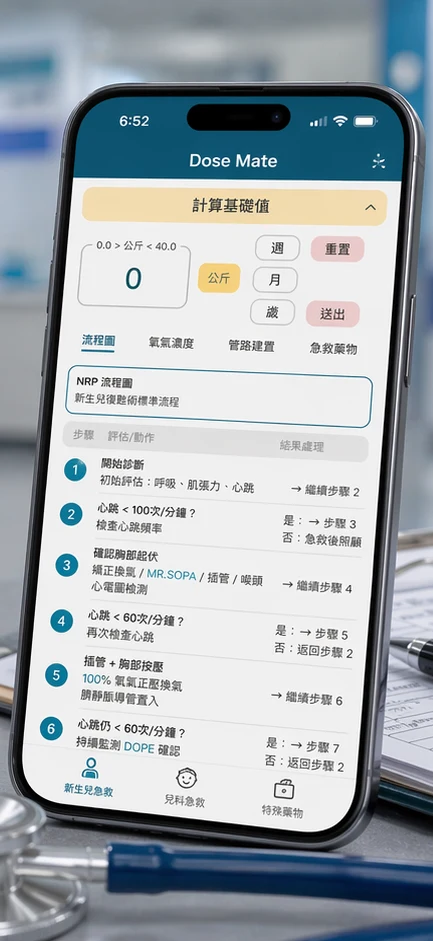 6:52
Dose Mate
計算基礎值
0.0 > 公斤 < 40.0
0
公斤
週
重置
月
歲
送出
流程圖
氧氣濃度
管路建置
急救藥物
NRP 流程圖
新生兒復甦術標準流程
步驟 評估/動作 結果處理
1 開始診斷
初始評估：呼吸、肌張力、心跳 → 繼續步驟 2
2 心跳 < 100次/分鐘？
檢查心跳頻率
是：→ 步驟 3
否：急救後照顧
3 確認胸部起伏
矯正換氣 / MR.SOPA / 插管 / 喉頭
心電圖檢測
→ 繼續步驟 4
4 心跳 < 60次/分鐘？
再次檢查心跳
是：→ 步驟 5
否：返回步驟 2
5 插管 + 胸部按壓
100% 氧氣正壓換氣
臍靜脈導管置入
→ 繼續步驟 6
6 心跳仍 < 60次/分鐘？
持續監測 DOPE 確認
是：→ 步驟 7
否：返回步驟 2
新生兒急救
兒科急救
特殊藥物